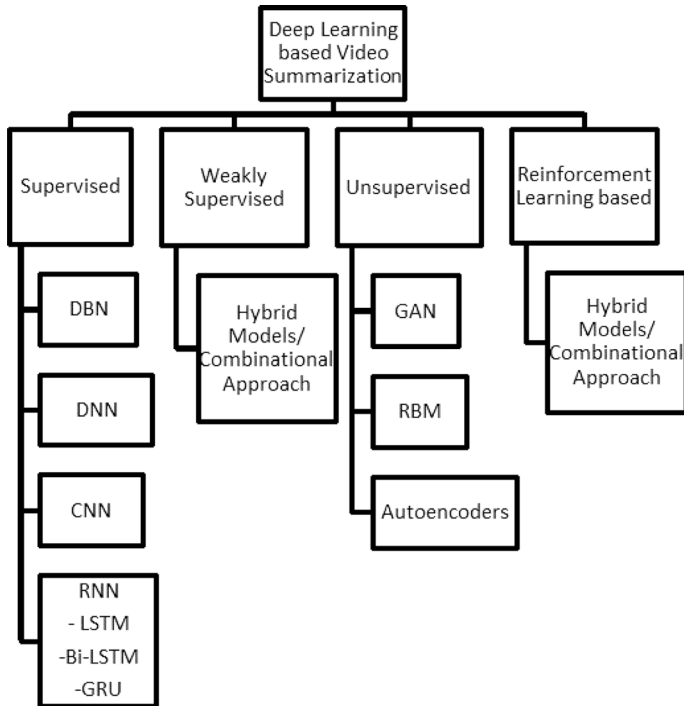 Deep Learning
based Video
Summarization
Supervised
Weakly
Supervised
Unsupervised
Reinforcement
Learning based
DBN
DNN
CNN
RNN
- LSTM
-Bi-LSTM
-GRU
Hybrid
Models/
Combinational
Approach
GAN
RBM
Autoencoders
Hybrid
Models/
Combinational
Approach